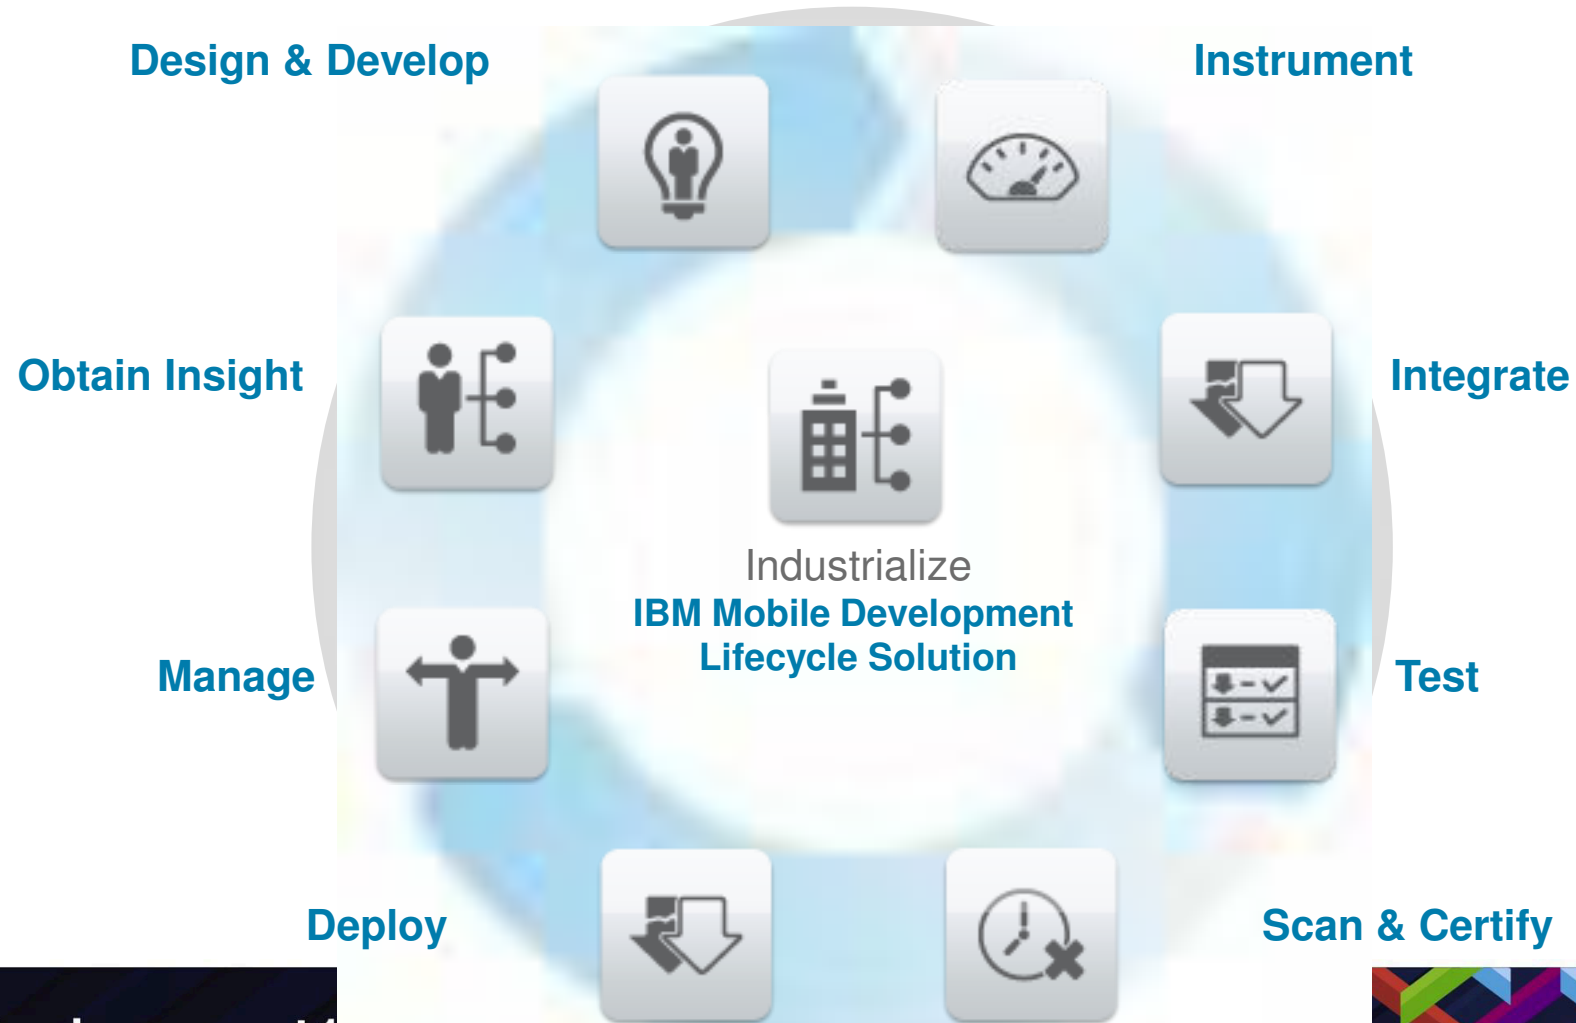 Design & Develop
Instrument
Obtain Insight
Integrate
Industrialize
IBM Mobile Development
Lifecycle Solution
Manage
Test
Deploy
Scan & Certify